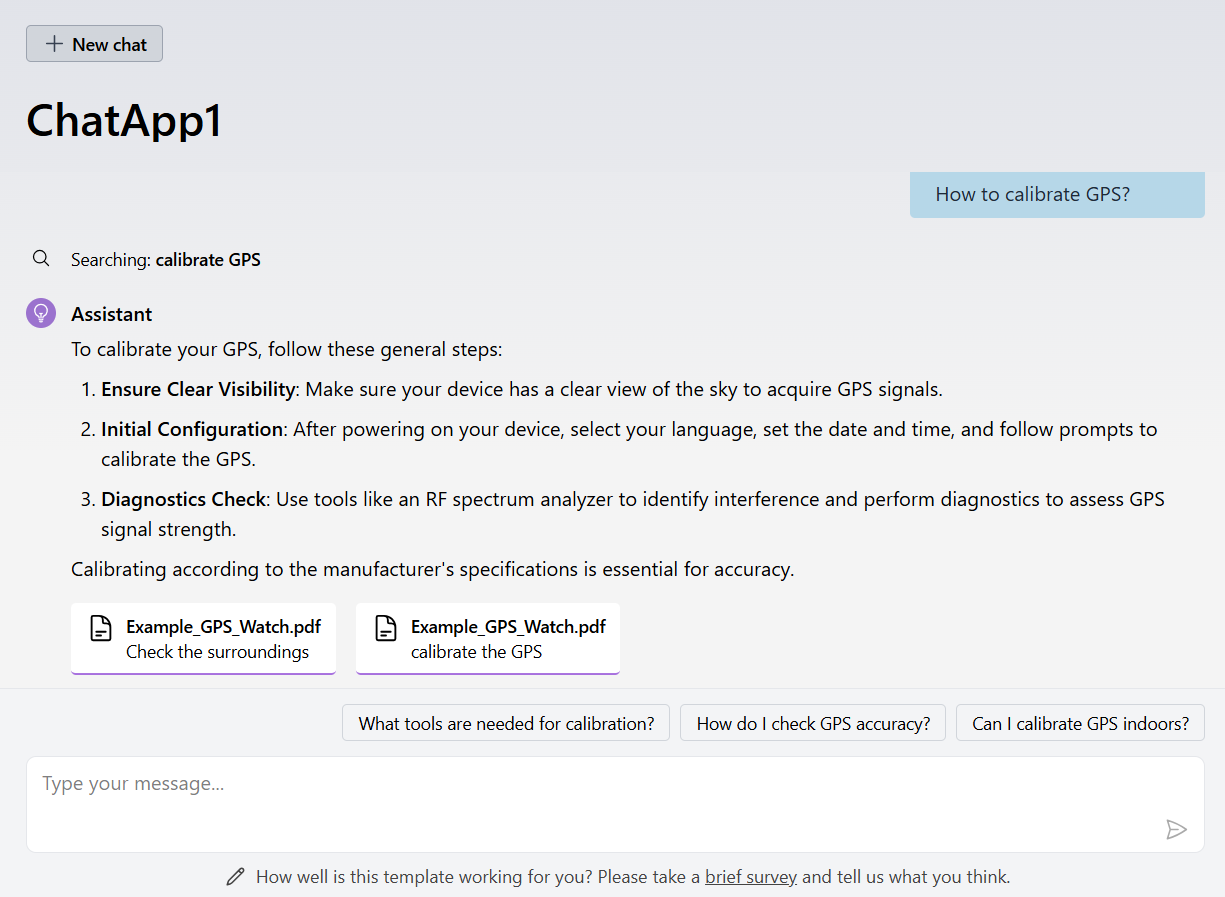 New chat
ChatApp1
How to calibrate GPS?
Searching: calibrate GPS
Assistant
To calibrate your GPS, follow these general steps:
1. Ensure Clear Visibility: Make sure your device has a clear view of the sky to acquire GPS signals.
2. Initial Configuration: After powering on your device, select your language, set the date and time, and follow prompts to
calibrate the GPS.
3. Diagnostics Check: Use tools like an RF spectrum analyzer to identify interference and perform diagnostics to assess GPS
signal strength.
Calibrating according to the manufacturer's specifications is essential for accuracy.
Example_GPS_Watch.pdf
Check the surroundings
Example_GPS_Watch.pdf
calibrate the GPS
What tools are needed for calibration?
How do I check GPS accuracy?
Can I calibrate GPS indoors?
Type your message...
How well is this template working for you? Please take a brief survey and tell us what you think.